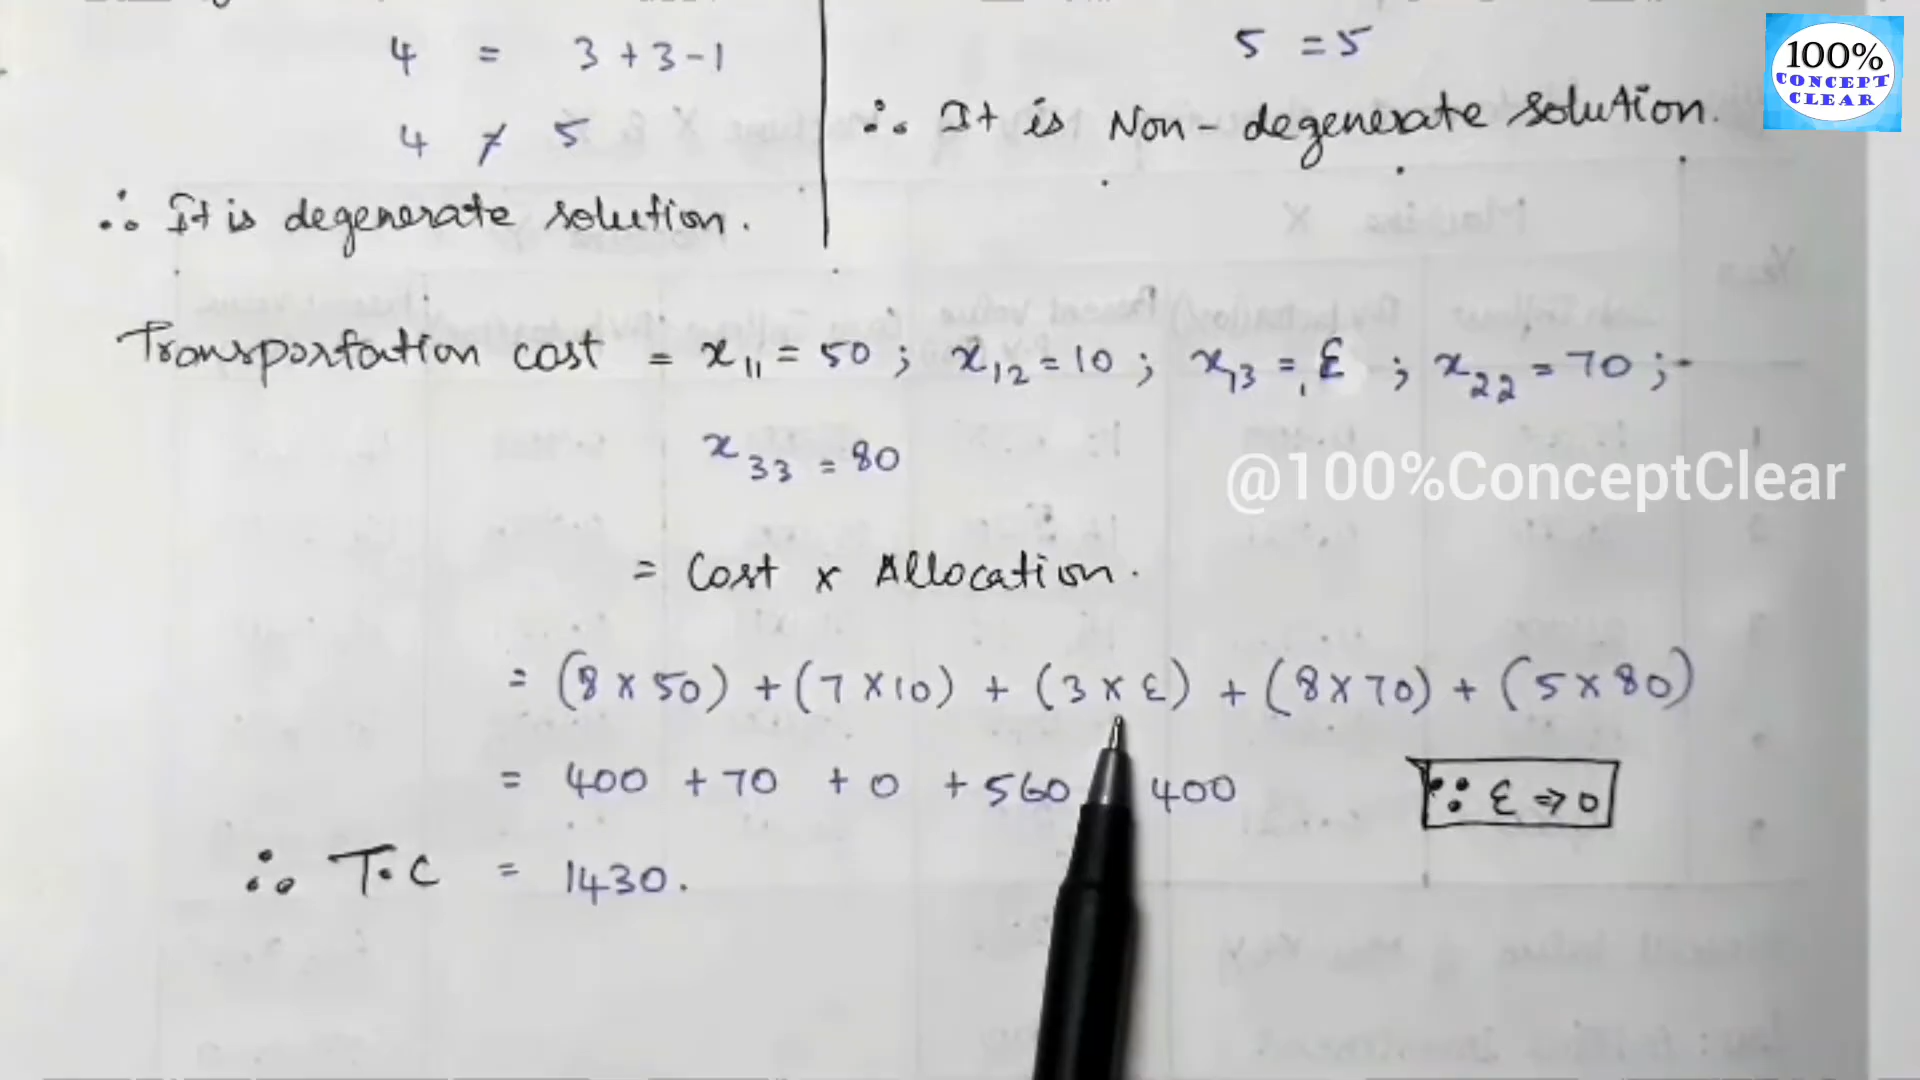 4 = 3 + 3 - 1
4 ≠ 5
∴ It is degenerate solution.
5 = 5
∴ It is Non-degenerate solution.
100%
CONCEPT
CLEAR
Transportation cost = x₁₁ = 50 ; x₁₂ = 10 ; x₁₃ = ε ; x₂₂ = 70 ;
x₃₃ = 80
@100%ConceptClear
= Cost x Allocation.
= (8 x 50) + (7 x 10) + (3 x ε) + (8 x 70) + (5 x 80)
= 400 + 70 + 0 + 560 400
∵ ε ⇒ 0
∴ T.C = 1430.